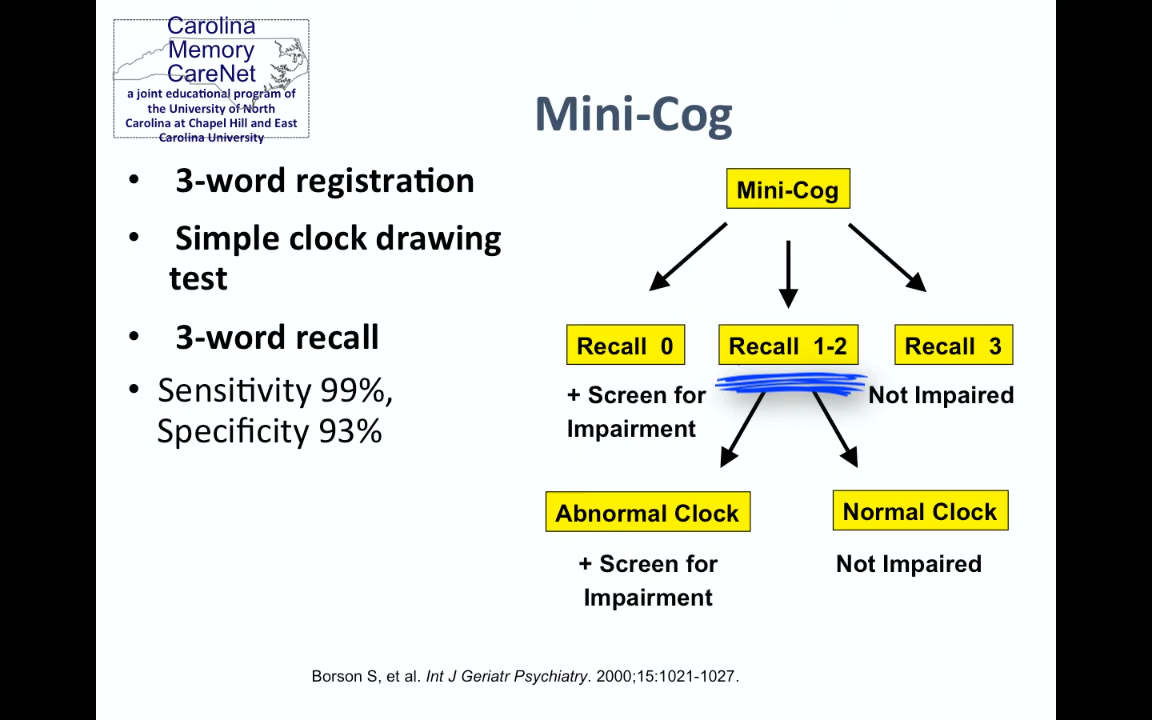 Carolina
Memory
CareNet
a joint educational program of
the University of North
Carolina at Chapel Hill and East
Carolina University
Mini-Cog
• 3-word registration
• Simple clock drawing
test
• 3-word recall
• Sensitivity 99%,
Specificity 93%
Mini-Cog
Recall 0
Recall 1-2
Recall 3
+ Screen for
Impairment
Not Impaired
Abnormal Clock
Normal Clock
+ Screen for
Impairment
Not Impaired
Borson S, et al. Int J Geriatr Psychiatry. 2000;15:1021-1027.